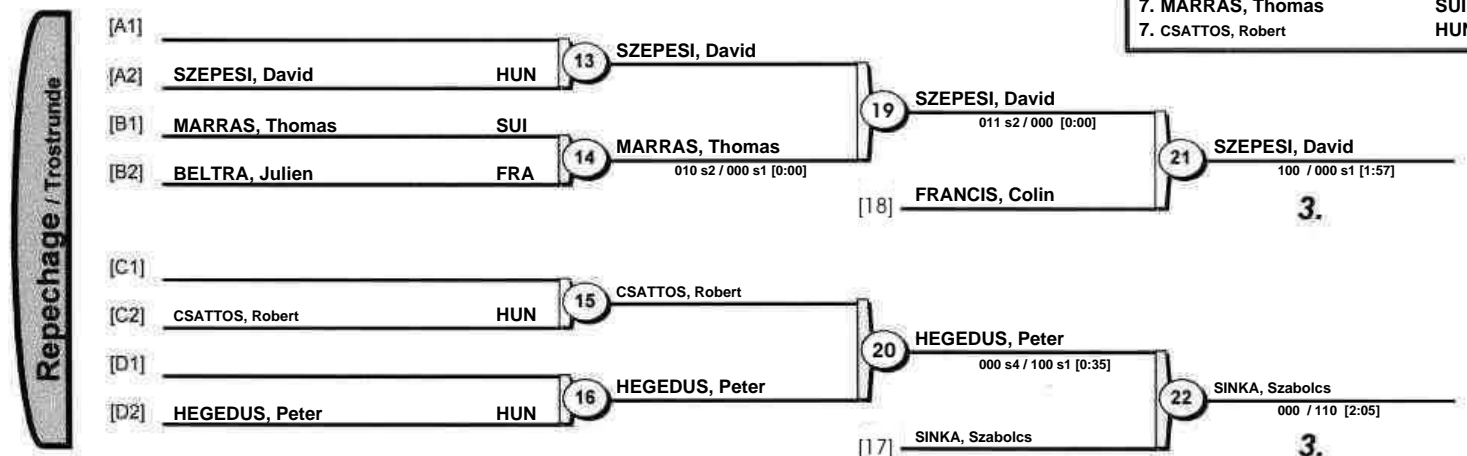 7. MARRAS, Thomas SUI
7. CSATTOS, Robert HUN
Repechage / Trostrunde
[A1]
[A2] SZEPESI, David HUN
13 SZEPESI, David
[B1] MARRAS, Thomas SUI
[B2] BELTRA, Julien FRA
14 MARRAS, Thomas
010 s2 / 000 s1 [0:00]
19 SZEPESI, David
011 s2 / 000 [0:00]
[18] FRANCIS, Colin
21 SZEPESI, David
100 / 000 s1 [1:57]
3.
[C1]
[C2] CSATTOS, Robert HUN
15 CSATTOS, Robert
[D1]
[D2] HEGEDUS, Peter HUN
16 HEGEDUS, Peter
20 HEGEDUS, Peter
000 s4 / 100 s1 [0:35]
[17] SINKA, Szabolcs
22 SINKA, Szabolcs
000 / 110 [2:05]
3.